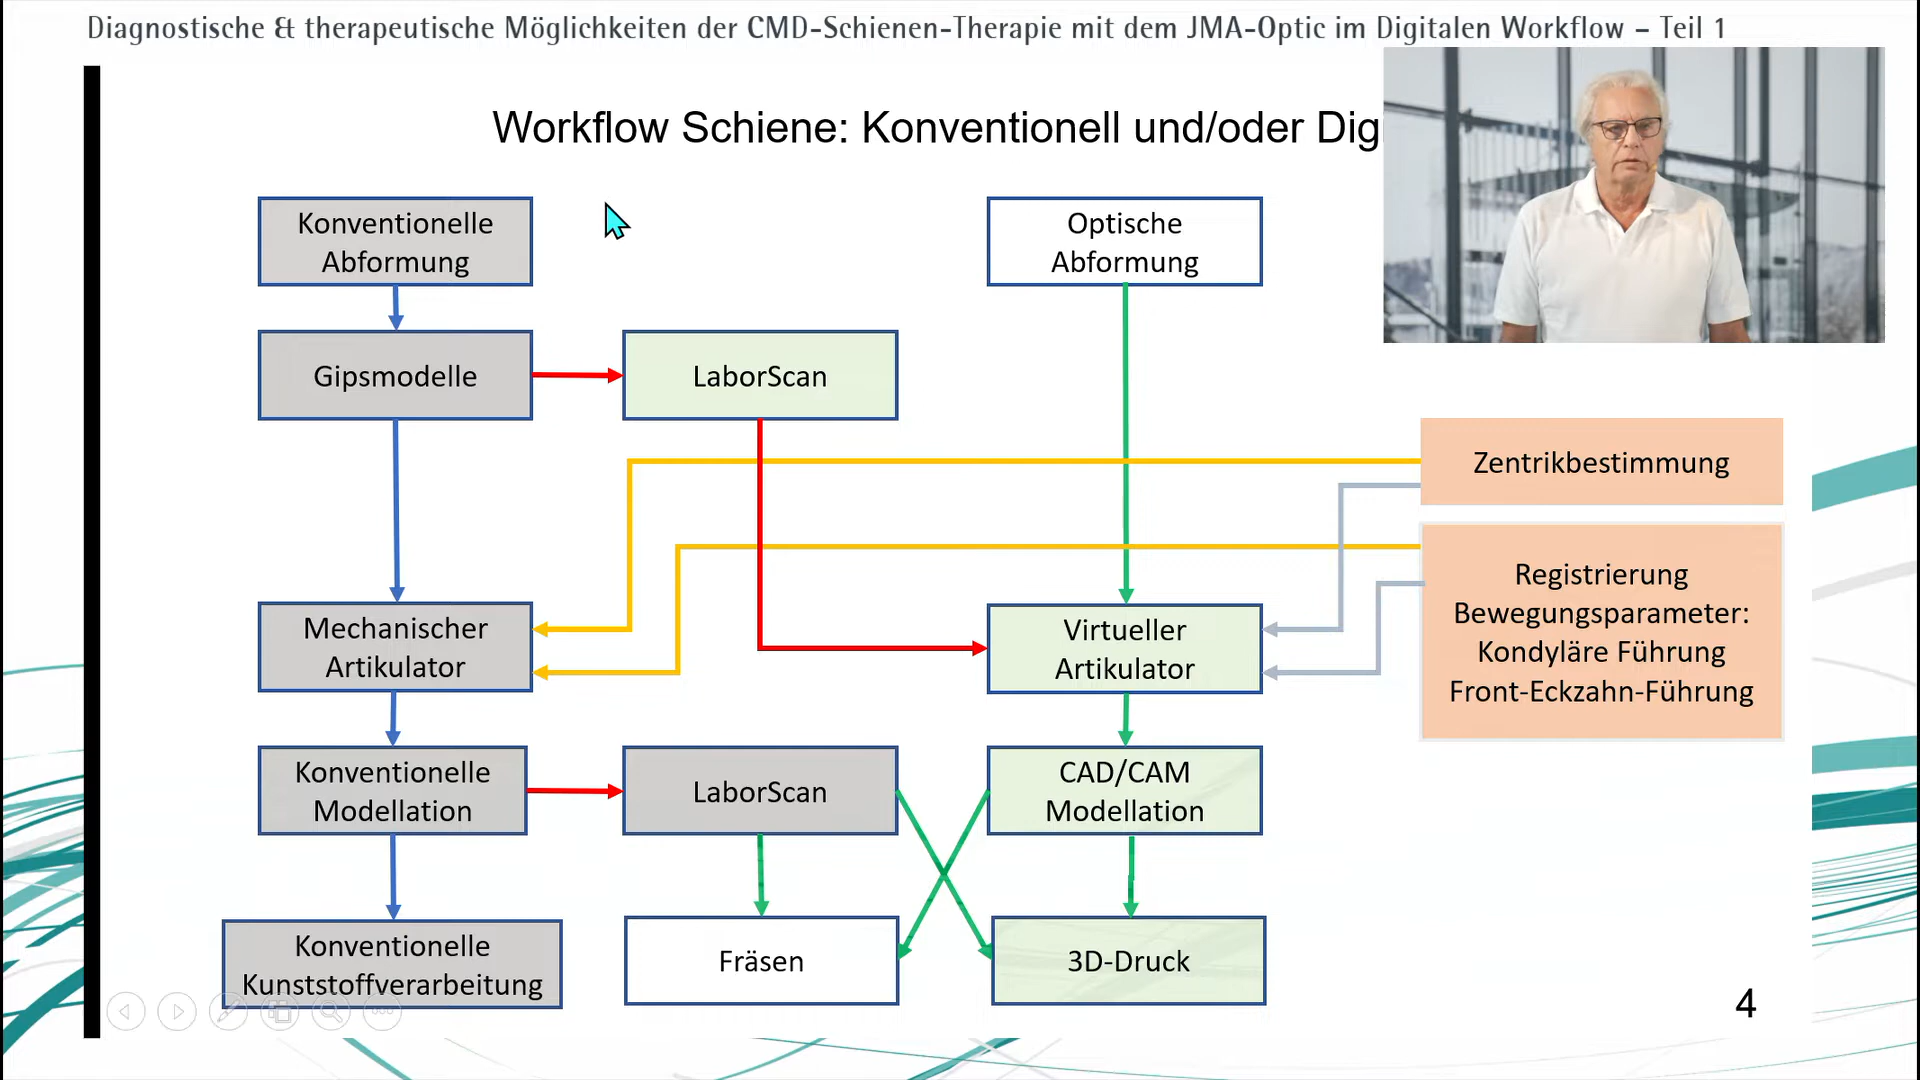 Diagnostische & therapeutische Möglichkeiten der CMD-Schienen-Therapie mit dem JMA-Optic im Digitalen Workflow – Teil 1
Workflow Schiene: Konventionell und/oder Dig
Konventionelle
Abformung
Optische
Abformung
Gipsmodelle
LaborScan
Zentrikbestimmung
Registrierung
Bewegungsparameter:
Kondyläre Führung
Front-Eckzahn-Führung
Mechanischer
Artikulator
Virtueller
Artikulator
Konventionelle
Modellation
LaborScan
CAD/CAM
Modellation
Konventionelle
Kunststoffverarbeitung
Fräsen
3D-Druck
4